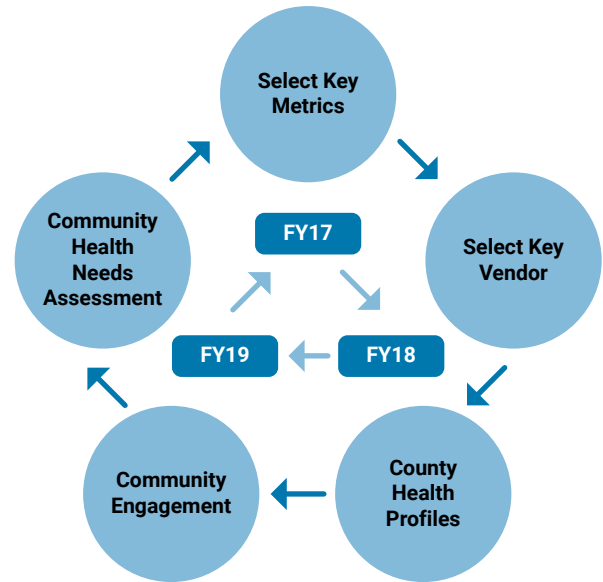 Select Key
Metrics
Community
Health
Needs
Assessment
FY17
Select Key
Vendor
FY19
FY18
Community
Engagement
County
Health
Profiles